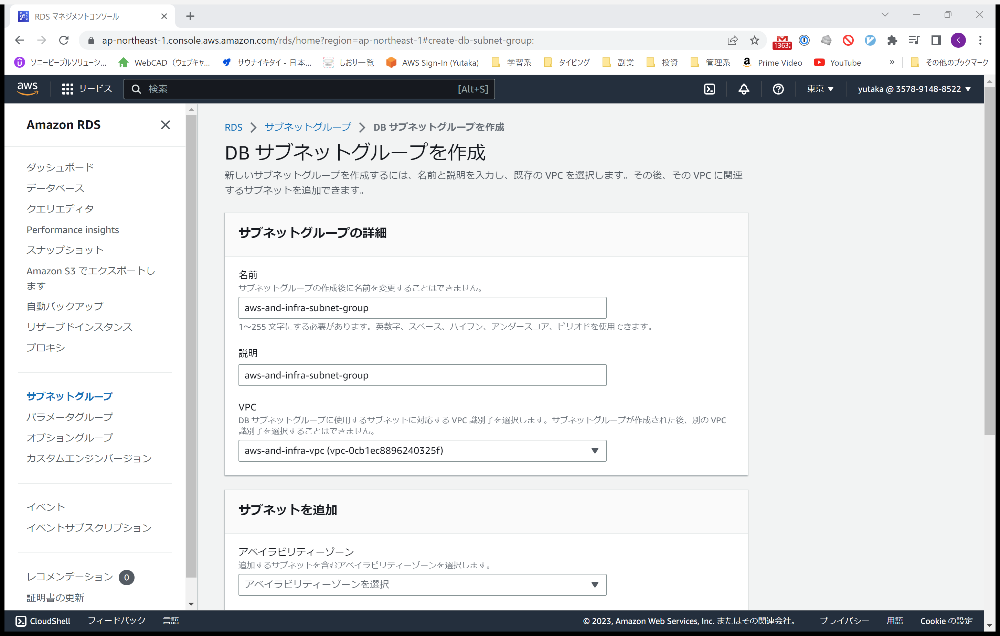 RDS マネジメントコンソール
ap-northeast-1.console.aws.amazon.com/rds/home?region=ap-northeast-1#create-db-subnet-group:
ソニーピープルソリューシ... WebCAD（ウェブキャ... サウナイキタイ - 日本... しおり一覧 AWS Sign-In (Yutaka) 学習系 タイピング 副業 投資 管理系 Prime Video YouTube » その他のブックマーク
aws サービス 検索 [Alt+S] 東京 yutaka @ 3578-9148-8522
Amazon RDS
ダッシュボード
データベース
クエリエディタ
Performance insights
スナップショット
Amazon S3 でエクスポートし
ます
自動バックアップ
リザーブドインスタンス
プロキシ
サブネットグループ
パラメータグループ
オプショングループ
カスタムエンジンバージョン
イベント
イベントサブスクリプション
レコメンデーション 0
証明書の更新
RDS サブネットグループ DB サブネットグループを作成
DB サブネットグループを作成
新しいサブネットグループを作成するには、名前と説明を入力し、既存の VPC を選択します。その後、その VPC に関連
するサブネットを追加できます。
サブネットグループの詳細
名前
サブネットグループの作成後に名前を変更することはできません。
aws-and-infra-subnet-group
1～255 文字にする必要があります。英数字、スペース、ハイフン、アンダースコア、ピリオドを使用できます。
説明
aws-and-infra-subnet-group
VPC
DB サブネットグループに使用するサブネットに対応する VPC 識別子を選択します。サブネットグループが作成された後、別の VPC
識別子を選択することはできません。
aws-and-infra-vpc (vpc-0cb1ec8896240325f)
サブネットを追加
アベイラビリティーゾーン
追加するサブネットを含むアベイラビリティーゾーンを選択します。
アベイラビリティーゾーンを選択
CloudShell フィードバック 言語 © 2023, Amazon Web Services, Inc. またはその関連会社。 プライバシー 用語 Cookie の設定